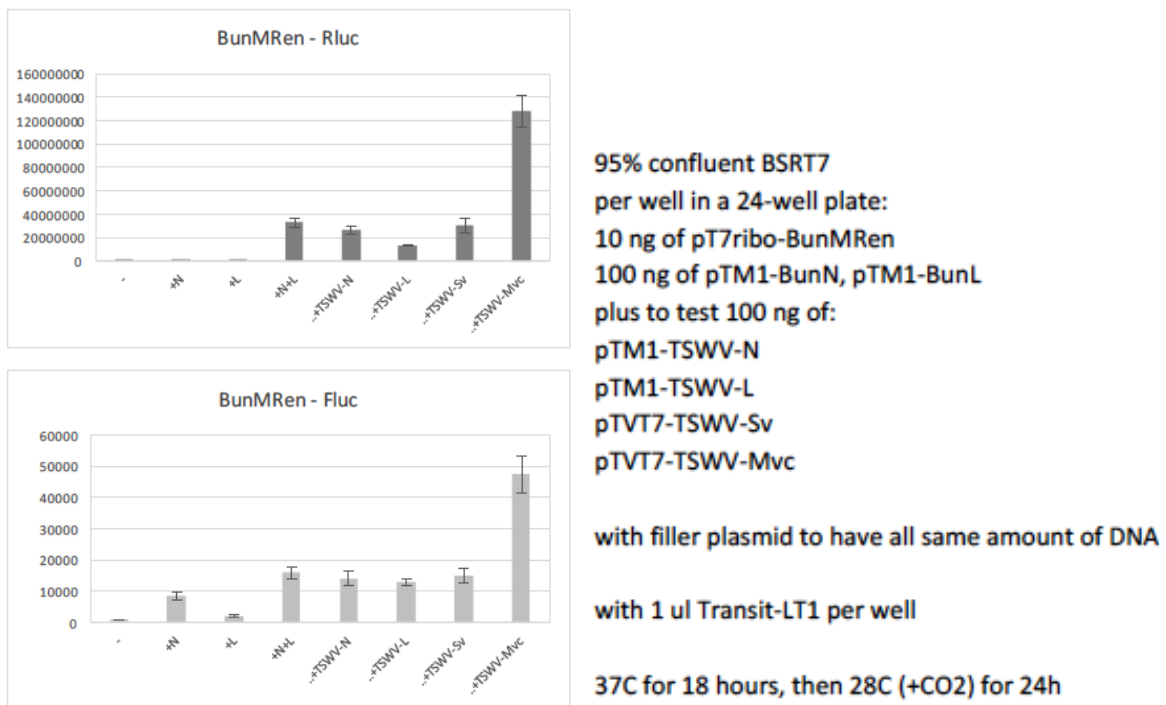 BunMRen - Rluc
160000000
140000000
120000000
100000000
80000000
60000000
40000000
20000000
0
-
+N
+L
+N+L
..+TSWV-N
..+TSWV-L
..+TSWV-Sv
..+TSWV-Mvc
BunMRen - Fluc
60000
50000
40000
30000
20000
10000
0
-
+N
+L
+N+L
..+TSWV-N
..+TSWV-L
..+TSWV-Sv
..+TSWV-Mvc
95% confluent BSRT7
per well in a 24-well plate:
10 ng of pT7ribo-BunMRen
100 ng of pTM1-BunN, pTM1-BunL
plus to test 100 ng of:
pTM1-TSWV-N
pTM1-TSWV-L
pTVT7-TSWV-Sv
pTVT7-TSWV-Mvc
with filler plasmid to have all same amount of DNA
with 1 ul Transit-LT1 per well
37C for 18 hours, then 28C (+CO2) for 24h